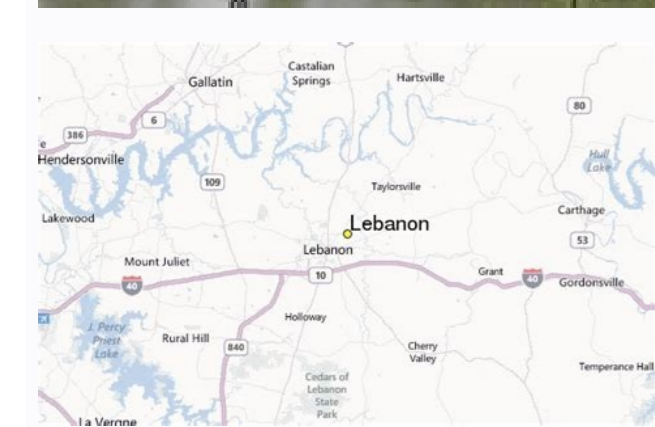 Castalian
Springs
Gallatin
Hartsville
6
80
386
Hendersonville
Hull
Lake
109
Taylorsville
Carthage
Lakewood
Lebanon
53
Lebanon
Mount Juliet
10
Grant
40
40
Gordonsville
Holloway
J. Percy
Priest
Lake
Rural Hill
840
Cherry
Valley
Temperance Hall
Cedars of
Lebanon
State
Park
La Vergne